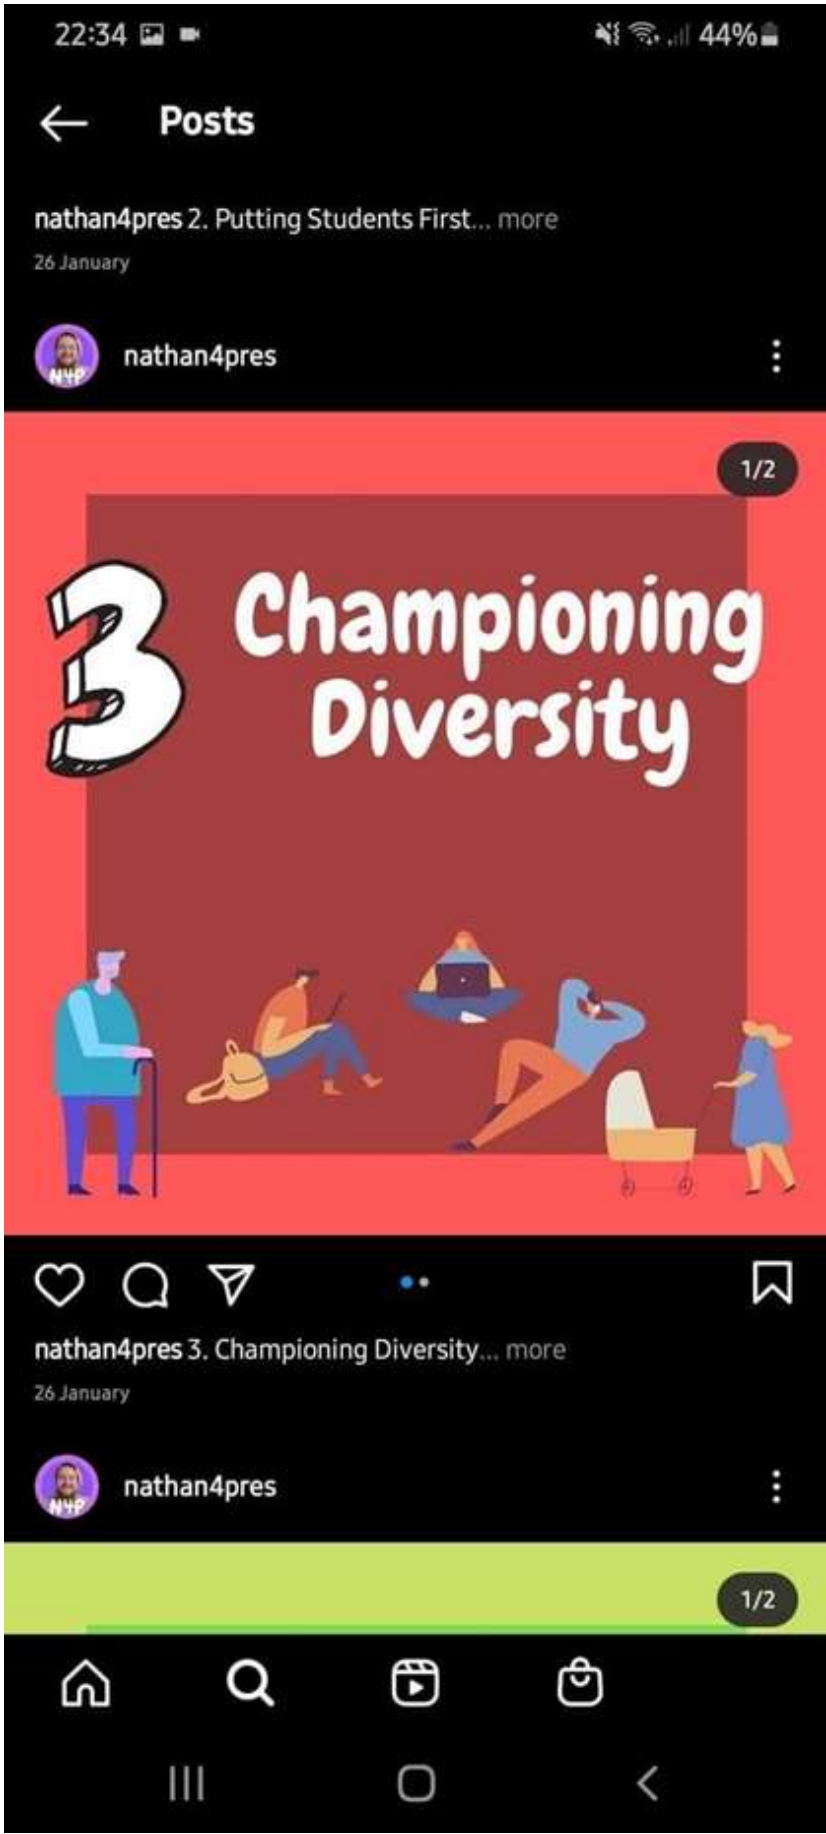 22:34 44%
Posts
nathan4pres 2. Putting Students First... more
26 January
N4P nathan4pres
1/2
3 Championing
Diversity
nathan4pres 3. Championing Diversity... more
26 January
N4P nathan4pres
1/2